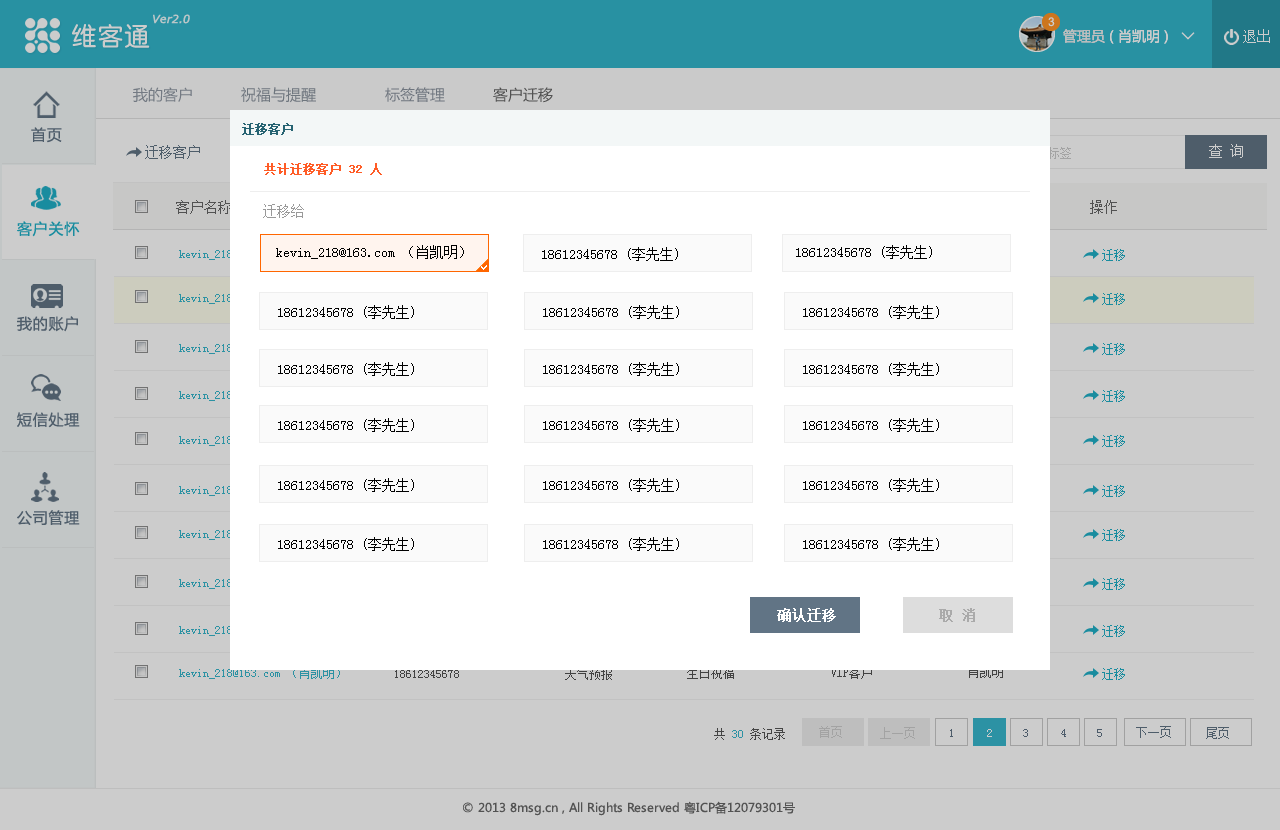 维客通 Ver2.0
3
管理员 ( 肖凯明 )
退出
首页
客户关怀
我的账户
短信处理
公司管理
我的客户 祝福与提醒 标签管理 客户迁移
迁移客户
标签
查 询
客户名称
操作
迁移客户
共计迁移客户 32 人
迁移给
kevin_218@163.com （肖凯明） 18612345678 (李先生) 18612345678 (李先生)
18612345678 (李先生) 18612345678 (李先生) 18612345678 (李先生)
18612345678 (李先生) 18612345678 (李先生) 18612345678 (李先生)
18612345678 (李先生) 18612345678 (李先生) 18612345678 (李先生)
18612345678 (李先生) 18612345678 (李先生) 18612345678 (李先生)
18612345678 (李先生) 18612345678 (李先生) 18612345678 (李先生)
确认迁移 取 消
kevin_218 迁移
kevin_218 迁移
kevin_218 迁移
kevin_218 迁移
kevin_218 迁移
kevin_218 迁移
kevin_218 迁移
kevin_218 迁移
kevin_218 迁移
kevin_218@163.com （肖凯明） 18612345678 天气预报 生日祝福 VIP客户 肖凯明 迁移
共 30 条记录 首页 上一页 1 2 3 4 5 下一页 尾页
© 2013 8msg.cn , All Rights Reserved 粤ICP备12079301号